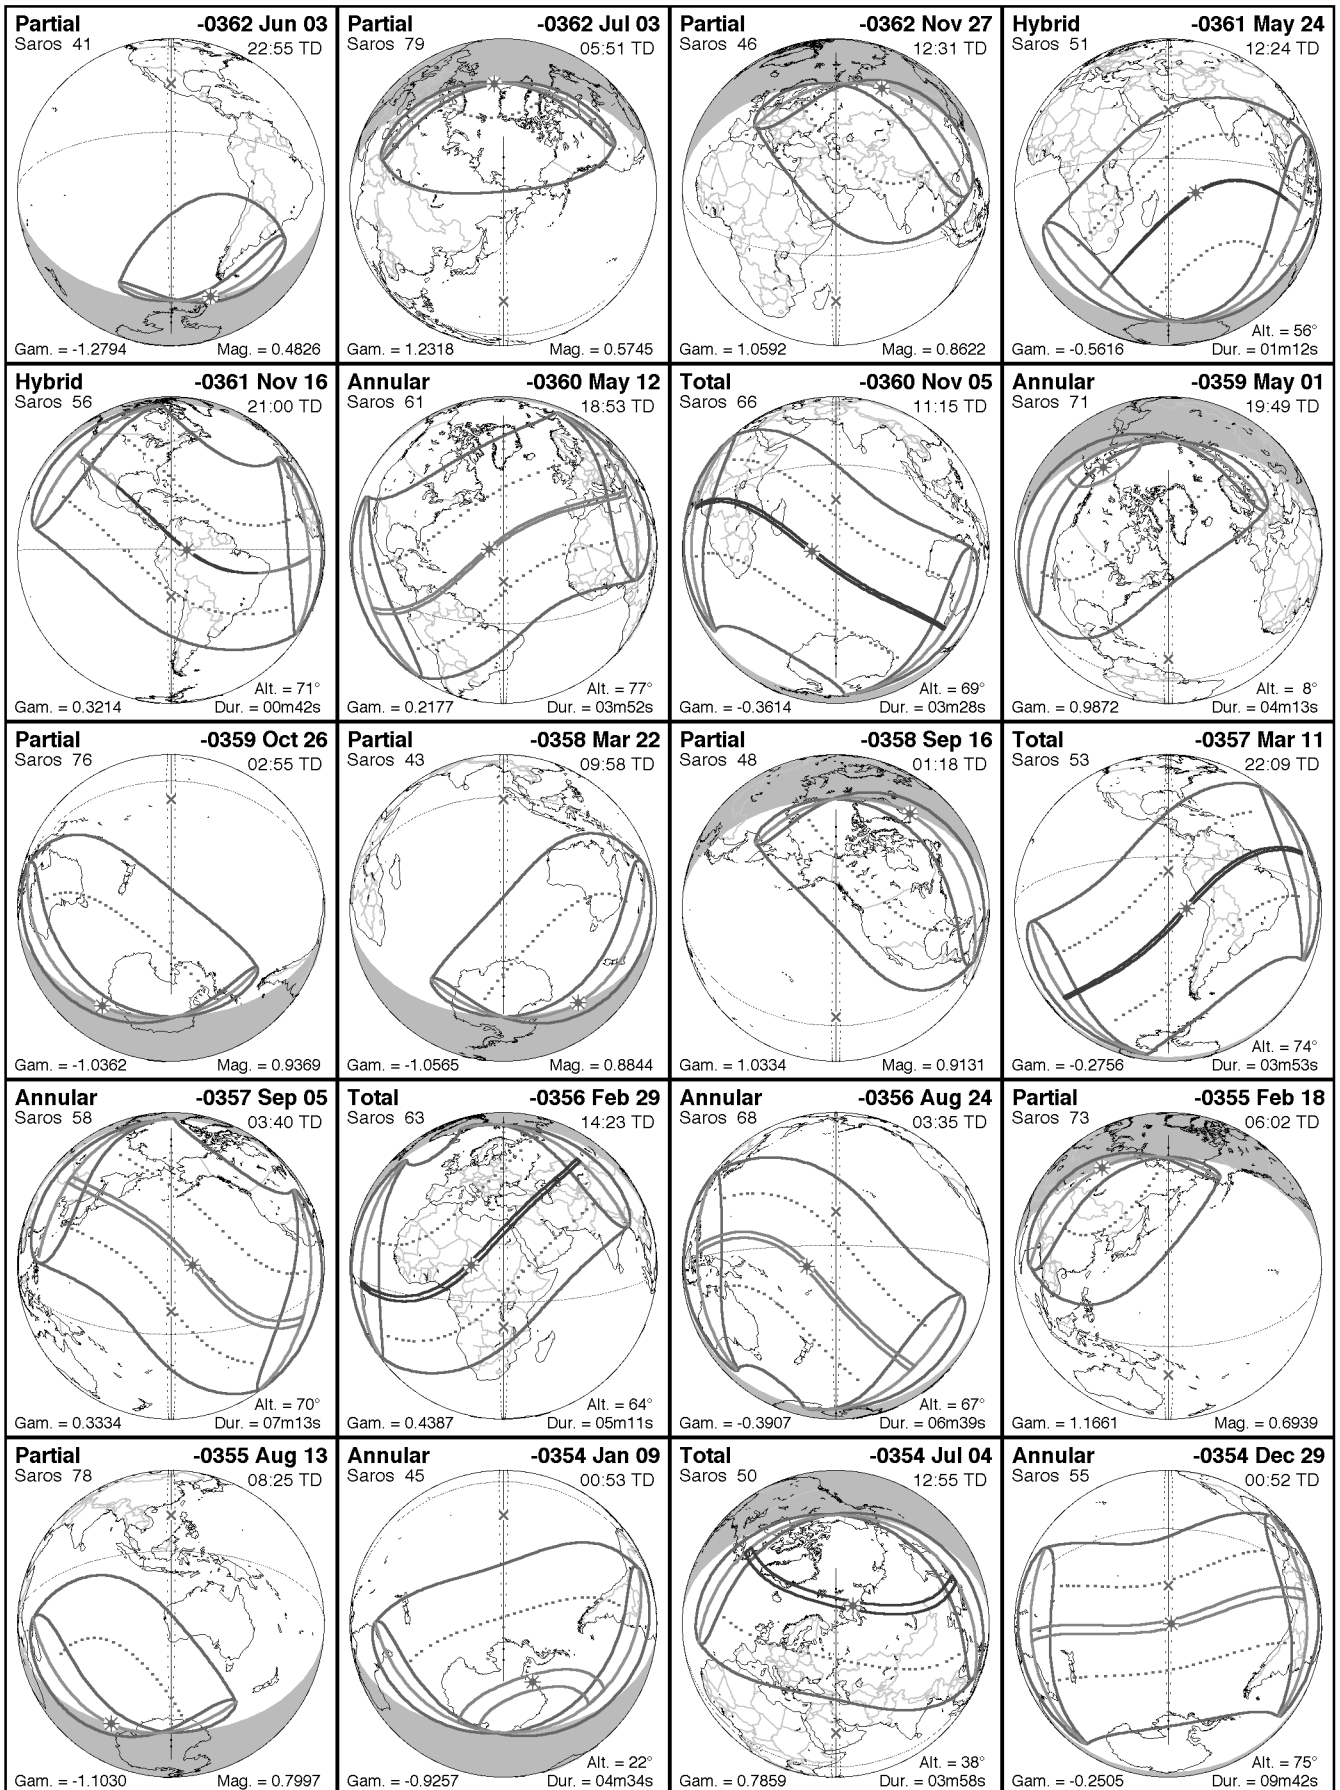 Partial -0362 Jun 03
Saros 41 22:55 TD
Gam. = -1.2794 Mag. = 0.4826
Partial -0362 Jul 03
Saros 79 05:51 TD
Gam. = 1.2318 Mag. = 0.5745
Partial -0362 Nov 27
Saros 46 12:31 TD
Gam. = 1.0592 Mag. = 0.8622
Hybrid -0361 May 24
Saros 51 12:24 TD
Alt. = 56°
Gam. = -0.5616 Dur. = 01m12s
Hybrid -0361 Nov 16
Saros 56 21:00 TD
Alt. = 71°
Gam. = 0.3214 Dur. = 00m42s
Annular -0360 May 12
Saros 61 18:53 TD
Alt. = 77°
Gam. = 0.2177 Dur. = 03m52s
Total -0360 Nov 05
Saros 66 11:15 TD
Alt. = 69°
Gam. = -0.3614 Dur. = 03m28s
Annular -0359 May 01
Saros 71 19:49 TD
Alt. = 8°
Gam. = 0.9872 Dur. = 04m13s
Partial -0359 Oct 26
Saros 76 02:55 TD
Gam. = -1.0362 Mag. = 0.9369
Partial -0358 Mar 22
Saros 43 09:58 TD
Gam. = -1.0565 Mag. = 0.8844
Partial -0358 Sep 16
Saros 48 01:18 TD
Gam. = 1.0334 Mag. = 0.9131
Total -0357 Mar 11
Saros 53 22:09 TD
Alt. = 74°
Gam. = -0.2756 Dur. = 03m53s
Annular -0357 Sep 05
Saros 58 03:40 TD
Alt. = 70°
Gam. = 0.3334 Dur. = 07m13s
Total -0356 Feb 29
Saros 63 14:23 TD
Alt. = 64°
Gam. = 0.4387 Dur. = 05m11s
Annular -0356 Aug 24
Saros 68 03:35 TD
Alt. = 67°
Gam. = -0.3907 Dur. = 06m39s
Partial -0355 Feb 18
Saros 73 06:02 TD
Gam. = 1.1661 Mag. = 0.6939
Partial -0355 Aug 13
Saros 78 08:25 TD
Gam. = -1.1030 Mag. = 0.7997
Annular -0354 Jan 09
Saros 45 00:53 TD
Alt. = 22°
Gam. = -0.9257 Dur. = 04m34s
Total -0354 Jul 04
Saros 50 12:55 TD
Alt. = 38°
Gam. = 0.7859 Dur. = 03m58s
Annular -0354 Dec 29
Saros 55 00:52 TD
Alt. = 75°
Gam. = -0.2505 Dur. = 09m42s